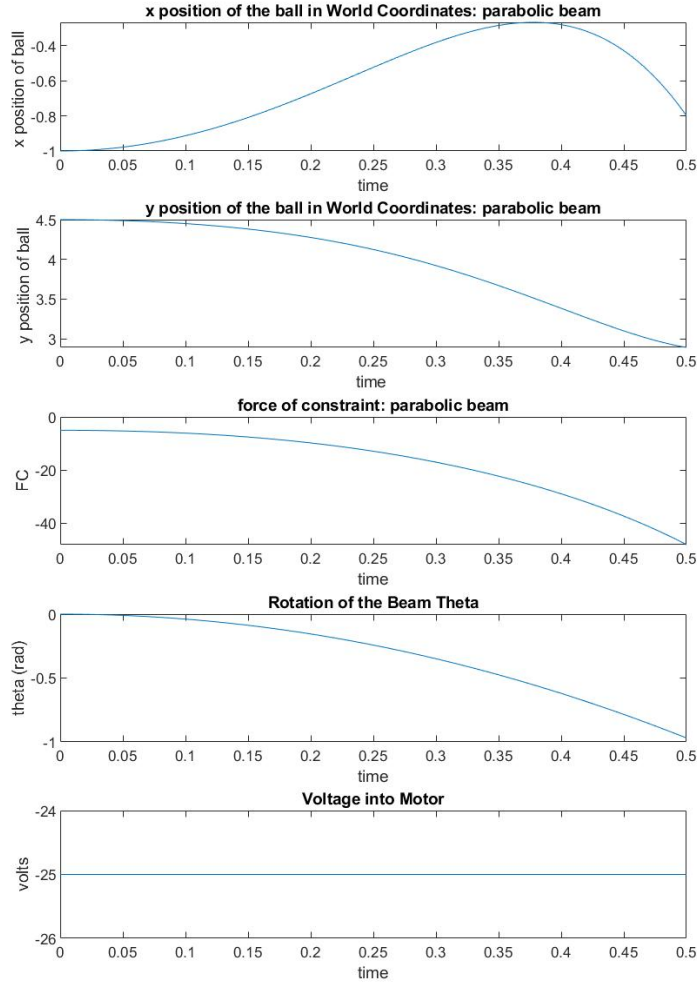 x position of the ball in World Coordinates: parabolic beam
x position of ball
-0.4
-0.6
-0.8
-1
0 0.05 0.1 0.15 0.2 0.25 0.3 0.35 0.4 0.45 0.5
time
y position of the ball in World Coordinates: parabolic beam
y position of ball
4.5
4
3.5
3
0 0.05 0.1 0.15 0.2 0.25 0.3 0.35 0.4 0.45 0.5
time
force of constraint: parabolic beam
FC
0
-20
-40
0 0.05 0.1 0.15 0.2 0.25 0.3 0.35 0.4 0.45 0.5
time
Rotation of the Beam Theta
theta (rad)
0
-0.5
-1
0 0.05 0.1 0.15 0.2 0.25 0.3 0.35 0.4 0.45 0.5
time
Voltage into Motor
volts
-24
-25
-26
0 0.05 0.1 0.15 0.2 0.25 0.3 0.35 0.4 0.45 0.5
time